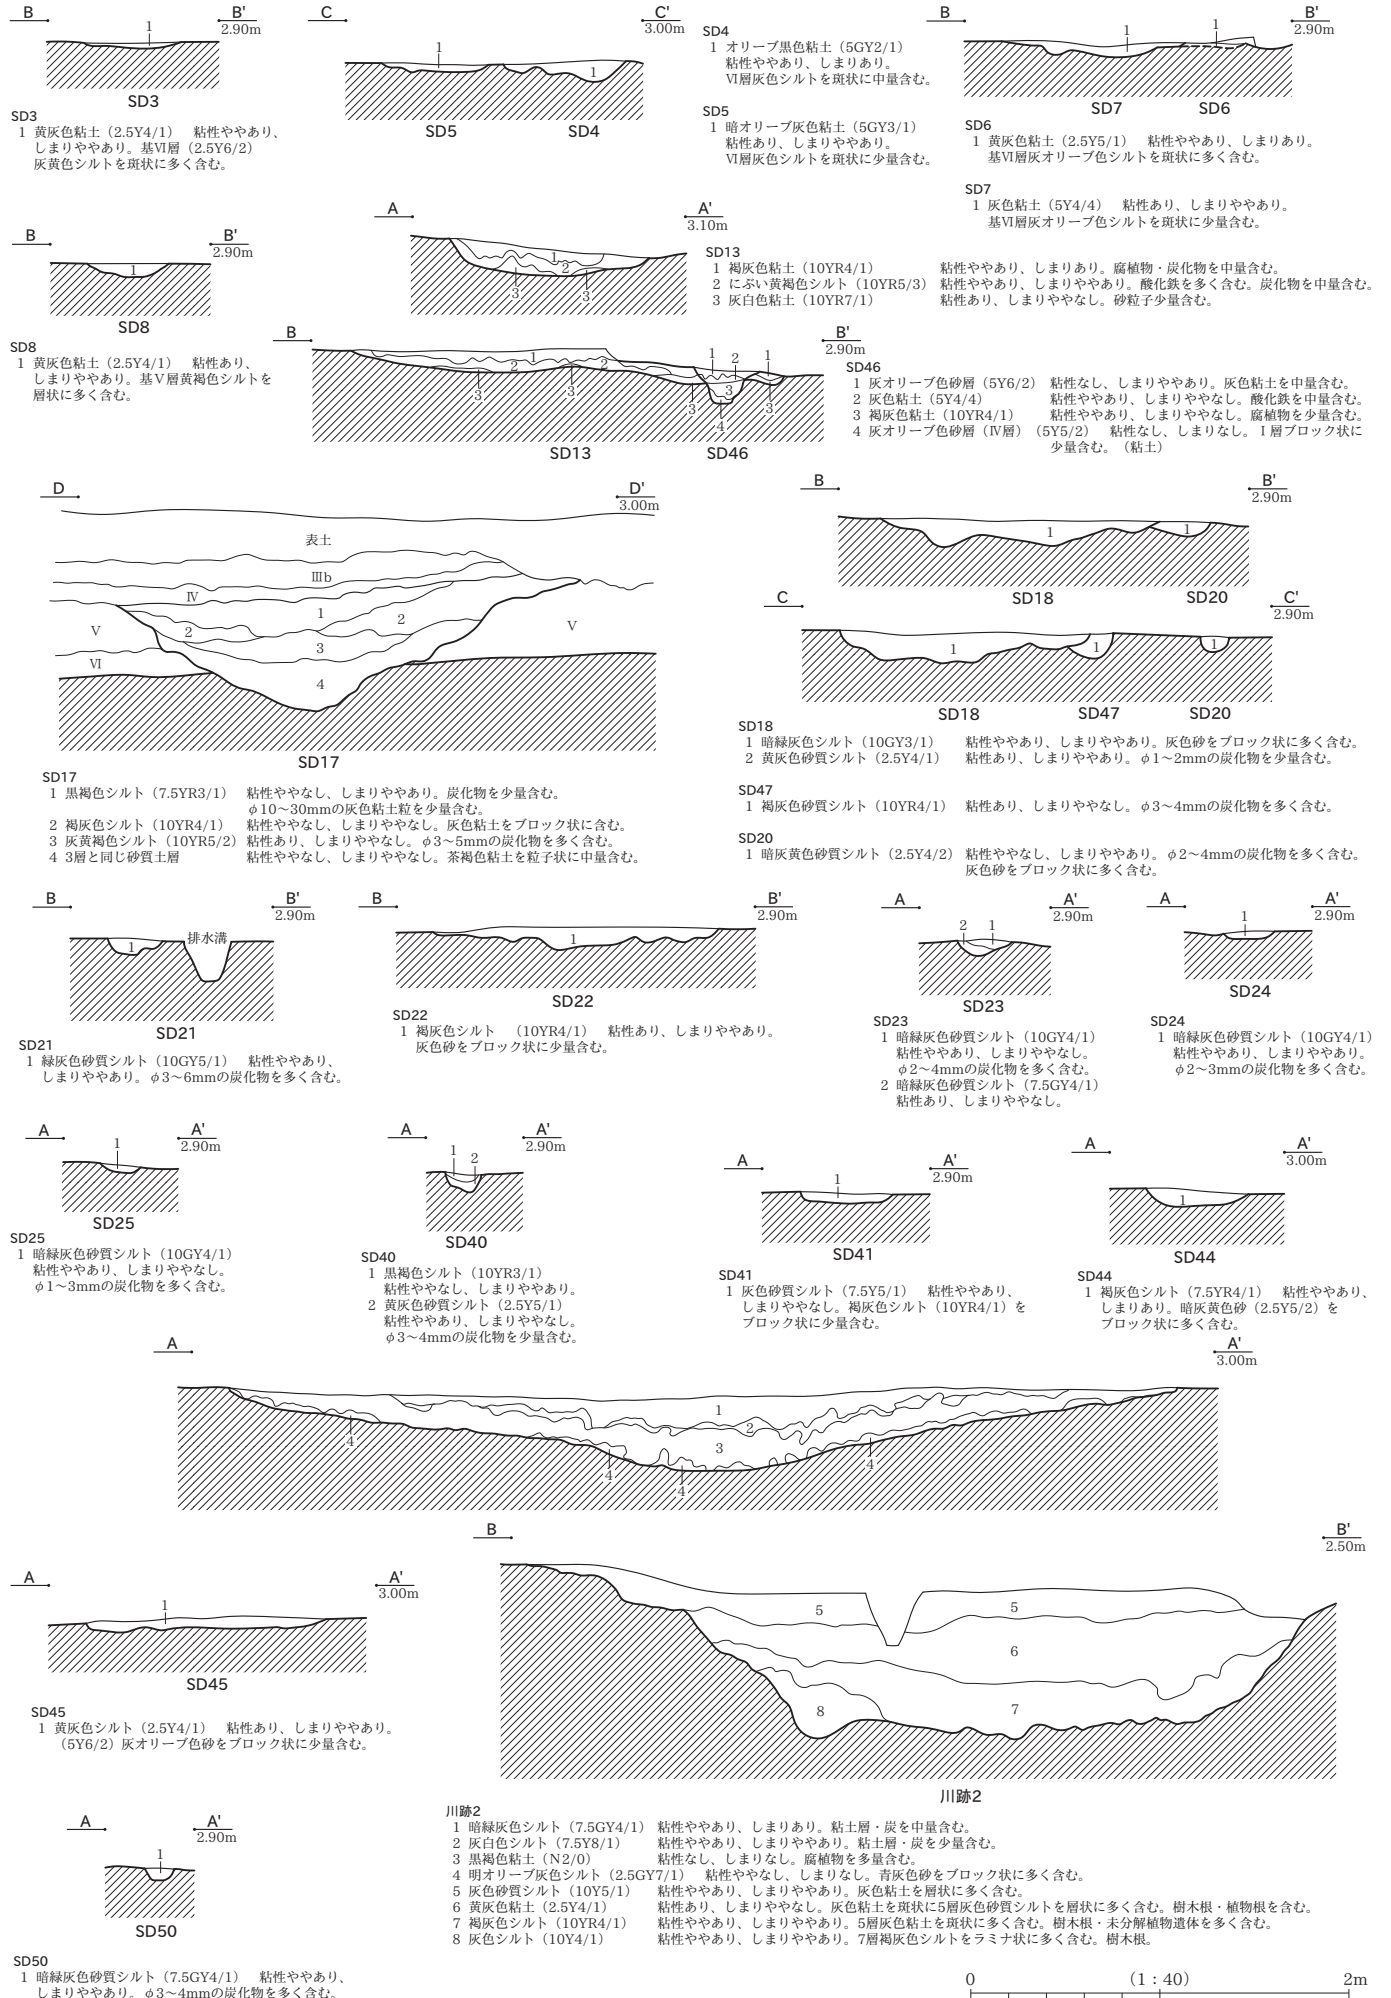 B B' 2.90m
1
SD3
SD3
1 黄灰色粘土（2.5Y4/1） 粘性ややあり、
しまりややあり。基Ⅵ層（2.5Y6/2）
灰黄色シルトを斑状に多く含む。
C C' 3.00m
1 1
SD5 SD4
SD4
1 オリーブ黒色粘土（5GY2/1）
粘性ややあり、しまりあり。
Ⅵ層灰色シルトを斑状に中量含む。
SD5
1 暗オリーブ灰色粘土（5GY3/1）
粘性あり、しまりややあり。
Ⅵ層灰色シルトを斑状に少量含む。
B B' 2.90m
1 1
SD7 SD6
SD6
1 黄灰色粘土（2.5Y5/1） 粘性ややあり、しまりあり。
基Ⅵ層灰オリーブ色シルトを斑状に多く含む。
SD7
1 灰色粘土（5Y4/4） 粘性あり、しまりややあり。
基Ⅵ層灰オリーブ色シルトを斑状に少量含む。
B B' 2.90m
1
SD8
SD8
1 黄灰色粘土（2.5Y4/1） 粘性あり、
しまりややあり。基Ⅴ層黄褐色シルトを
層状に多く含む。
A A' 3.10m
1 2 3 3
SD13
1 褐灰色粘土（10YR4/1） 粘性ややあり、しまりあり。腐植物・炭化物を中量含む。
2 にぶい黄褐色シルト（10YR5/3） 粘性ややあり、しまりややあり。酸化鉄を多く含む。炭化物を中量含む。
3 灰白色粘土（10YR7/1） 粘性あり、しまりややなし。砂粒子少量含む。
B B' 2.90m
1 2 2 3 3 1 2 1 3 3 4 3
SD13 SD46
SD46
1 灰オリーブ色砂層（5Y6/2） 粘性なし、しまりややあり。灰色粘土を中量含む。
2 灰色粘土（5Y4/4） 粘性ややあり、しまりややなし。酸化鉄を中量含む。
3 褐灰色粘土（10YR4/1） 粘性ややあり、しまりややなし。腐植物を少量含む。
4 灰オリーブ色砂層（Ⅳ層）（5Y5/2） 粘性なし、しまりなし。Ⅰ層ブロック状に
少量含む。（粘土）
D D' 3.00m
表土
Ⅲb
Ⅳ
1
2 2
Ⅴ Ⅴ
3
Ⅵ
4
SD17
SD17
1 黒褐色シルト（7.5YR3/1） 粘性ややなし、しまりややあり。炭化物を少量含む。
φ10～30mmの灰色粘土粒を少量含む。
2 褐灰色シルト（10YR4/1） 粘性ややなし、しまりややなし。灰色粘土をブロック状に含む。
3 灰黄褐色シルト（10YR5/2） 粘性あり、しまりややなし。φ3～5mmの炭化物を多く含む。
4 3層と同じ砂質土層 粘性ややなし、しまりややなし。茶褐色粘土を粒子状に中量含む。
B B' 2.90m
1 1
SD18 SD20
C C' 2.90m
1 1 1
SD18 SD47 SD20
SD18
1 暗緑灰色シルト（10GY3/1） 粘性ややあり、しまりややあり。灰色砂をブロック状に多く含む。
2 黄灰色砂質シルト（2.5Y4/1） 粘性あり、しまりややあり。φ1～2mmの炭化物を少量含む。
SD47
1 褐灰色砂質シルト（10YR4/1） 粘性あり、しまりややなし。φ3～4mmの炭化物を多く含む。
SD20
1 暗灰黄色砂質シルト（2.5Y4/2） 粘性ややなし、しまりややあり。φ2～4mmの炭化物を多く含む。
灰色砂をブロック状に多く含む。
B B' 2.90m
1 排水溝
SD21
SD21
1 緑灰色砂質シルト（10GY5/1） 粘性ややあり、
しまりややあり。φ3～6mmの炭化物を多く含む。
B B' 2.90m
1
SD22
SD22
1 褐灰色シルト （10YR4/1） 粘性あり、しまりややあり。
灰色砂をブロック状に少量含む。
A A' 2.90m
2 1
SD23
SD23
1 暗緑灰色砂質シルト（10GY4/1）
粘性ややあり、しまりややなし。
φ2～4mmの炭化物を多く含む。
2 暗緑灰色砂質シルト（7.5GY4/1）
粘性あり、しまりややなし。
A A' 2.90m
1
SD24
SD24
1 暗緑灰色砂質シルト（10GY4/1）
粘性ややあり、しまりややあり。
φ2～3mmの炭化物を多く含む。
A A' 2.90m
1
SD25
SD25
1 暗緑灰色砂質シルト（10GY4/1）
粘性ややあり、しまりややなし。
φ1～3mmの炭化物を多く含む。
A A' 2.90m
1 2
SD40
SD40
1 黒褐色シルト（10YR3/1）
粘性ややなし、しまりややあり。
2 黄灰色砂質シルト（2.5Y5/1）
粘性ややあり、しまりややなし。
φ3～4mmの炭化物を少量含む。
A A' 2.90m
1
SD41
SD41
1 灰色砂質シルト（7.5Y5/1） 粘性ややあり、
しまりややなし。褐灰色シルト（10YR4/1）を
ブロック状に少量含む。
A A' 3.00m
1
SD44
SD44
1 褐灰色シルト（7.5YR4/1） 粘性ややあり、
しまりあり。暗灰黄色砂（2.5Y5/2）を
ブロック状に多く含む。
A A' 3.00m
1
2
3
4 4 4 4
A A' 3.00m
1
SD45
SD45
1 黄灰色シルト（2.5Y4/1） 粘性あり、しまりややあり。
（5Y6/2）灰オリーブ色砂をブロック状に少量含む。
B B' 2.50m
5 5
6
7
8
川跡2
川跡2
1 暗緑灰色シルト（7.5GY4/1） 粘性ややあり、しまりあり。粘土層・炭を中量含む。
2 灰白色シルト（7.5Y8/1） 粘性ややあり、しまりややあり。粘土層・炭を少量含む。
3 黒褐色粘土（N2/0） 粘性なし、しまりなし。腐植物を多量含む。
4 明オリーブ灰色シルト（2.5GY7/1） 粘性ややなし、しまりなし。青灰色砂をブロック状に多く含む。
5 灰色砂質シルト（10Y5/1） 粘性ややあり、しまりややあり。灰色粘土を層状に多く含む。
6 黄灰色粘土（2.5Y4/1） 粘性あり、しまりややなし。灰色粘土を斑状に5層灰色砂質シルトを層状に多く含む。樹木根・植物根を含む。
7 褐灰色シルト（10YR4/1） 粘性ややあり、しまりややあり。5層灰色粘土を斑状に多く含む。樹木根・未分解植物遺体を多く含む。
8 灰色シルト（10Y4/1） 粘性ややあり、しまりややあり。7層褐灰色シルトをラミナ状に多く含む。樹木根。
A A' 2.90m
1
SD50
SD50
1 暗緑灰色砂質シルト（7.5GY4/1） 粘性ややあり、
しまりややあり。φ3～4mmの炭化物を多く含む。
0 （1：40） 2m